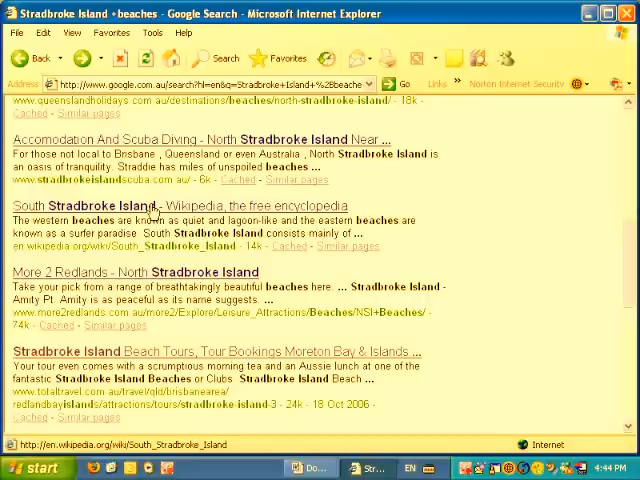 Stradbroke Island +beaches - Google Search - Microsoft Internet Explorer
File Edit View Favorites Tools Help
Back Search Favorites
Address http://www.google.com.au/search?hl=en&q=Stradbroke+Island+%2Bbeache Go Links » Norton Internet Security
www.queenslandholidays.com.au/destinations/beaches/north-stradbroke-island/ - 18k -
Cached - Similar pages
Accomodation And Scuba Diving - North Stradbroke Island Near ...
For those not local to Brisbane , Queensland or even Australia , North Stradbroke Island is
an oasis of tranquility. Straddie has miles of unspoiled beaches ...
www.stradbrokeislandscuba.com.au/ - 6k - Cached - Similar pages
South Stradbroke Island - Wikipedia, the free encyclopedia
The western beaches are known as quiet and lagoon-like and the eastern beaches are
known as a surfer paradise. South Stradbroke Island consists mainly of ...
en.wikipedia.org/wiki/South_Stradbroke_Island - 14k - Cached - Similar pages
More 2 Redlands - North Stradbroke Island
Take your pick from a range of breathtakingly beautiful beaches here. ... Stradbroke Island -
Amity Pt. Amity is as peaceful as its name suggests. ...
www.more2redlands.com.au/more2/Explore/Leisure_Attractions/Beaches/NSI+Beaches/ -
74k - Cached - Similar pages
Stradbroke Island Beach Tours, Tour Bookings Moreton Bay & Islands ...
Your tour even comes with a scrumptious morning tea and an Aussie lunch at one of the
fantastic Stradbroke Island Beaches or Clubs. Stradbroke Island Beach ...
www.totaltravel.com.au/travel/qld/brisbanearea/
redlandbayislands/attractions/tours/stradbroke-island-3 - 24k - 18 Oct 2006 -
Cached - Similar pages
http://en.wikipedia.org/wiki/South_Stradbroke_Island Internet
start Do... Str... EN 4:44 PM